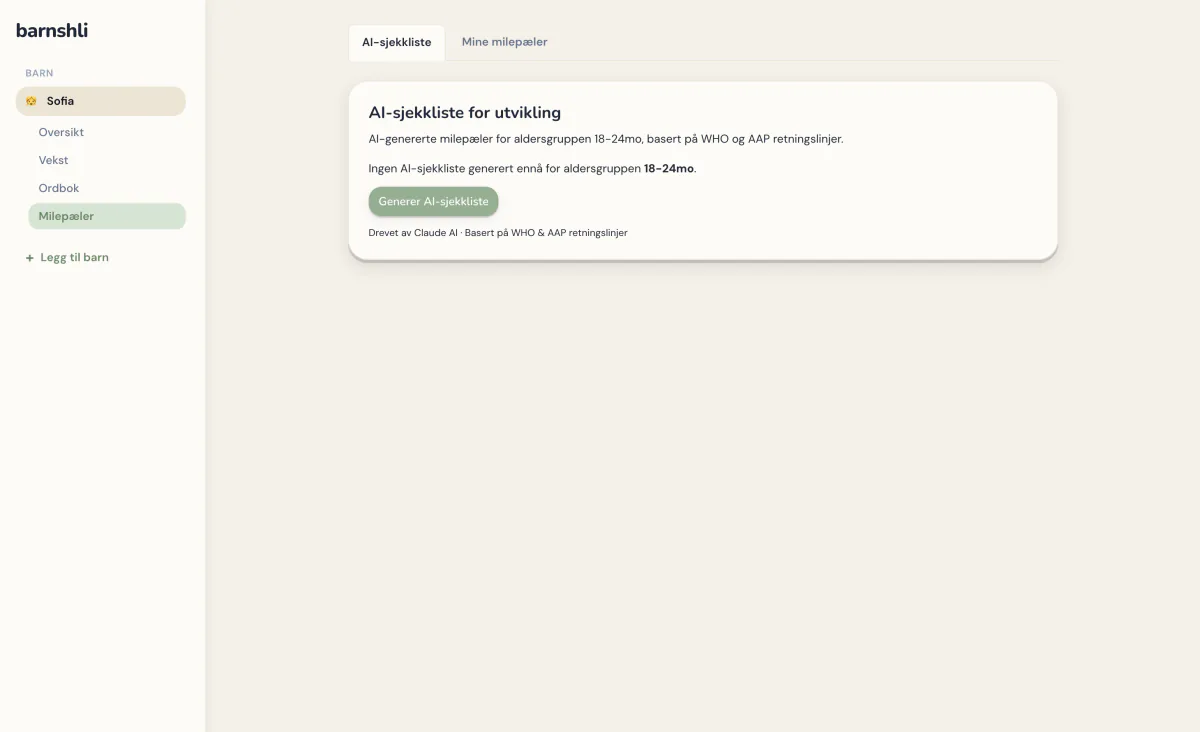 barnshli
BARN
Sofia
Oversikt
Vekst
Ordbok
Milepæler
+ Legg til barn
AI-sjekkliste
Mine milepæler
AI-sjekkliste for utvikling
AI-genererte milepæler for aldersgruppen 18-24mo, basert på WHO og AAP retningslinjer.
Ingen AI-sjekkliste generert ennå for aldersgruppen 18-24mo.
Generer AI-sjekkliste
Drevet av Claude AI · Basert på WHO & AAP retningslinjer